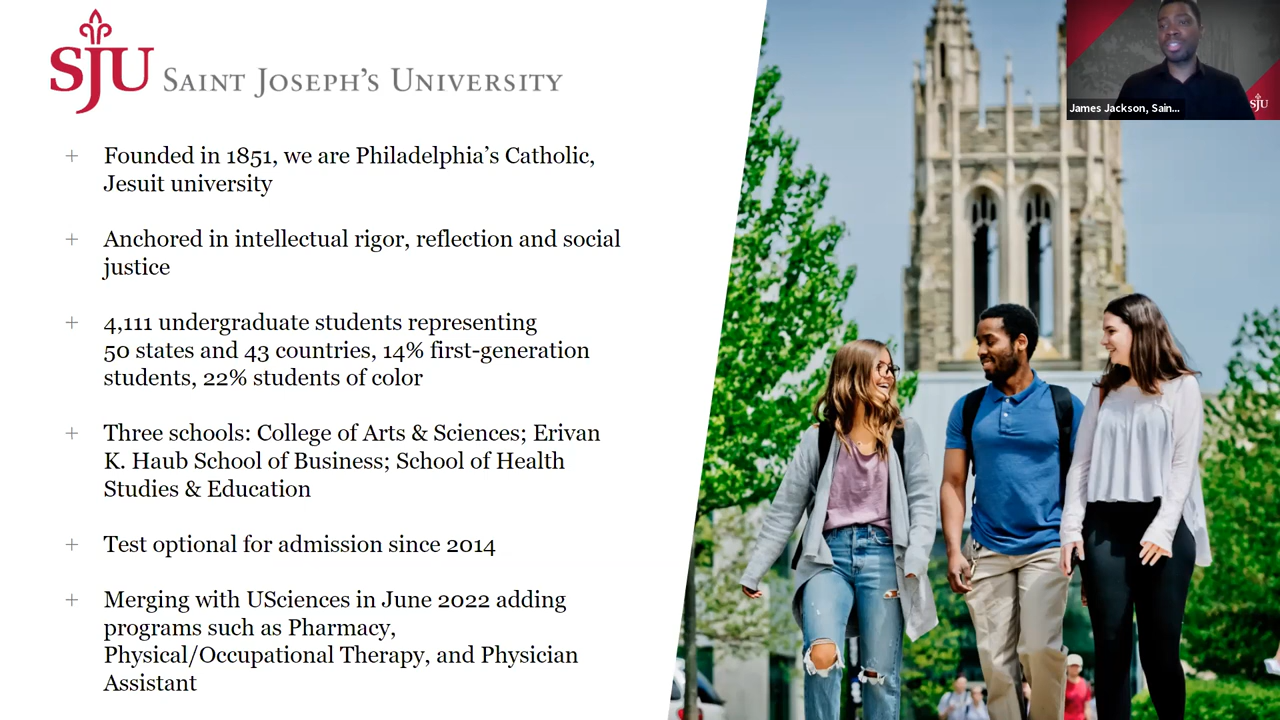 SJU SAINT JOSEPH'S UNIVERSITY
+ Founded in 1851, we are Philadelphia's Catholic,
Jesuit university
+ Anchored in intellectual rigor, reflection and social
justice
+ 4,111 undergraduate students representing
50 states and 43 countries, 14% first-generation
students, 22% students of color
+ Three schools: College of Arts & Sciences; Erivan
K. Haub School of Business; School of Health
Studies & Education
+ Test optional for admission since 2014
+ Merging with USciences in June 2022 adding
programs such as Pharmacy,
Physical/Occupational Therapy, and Physician
Assistant
James Jackson, Sain...
SJU